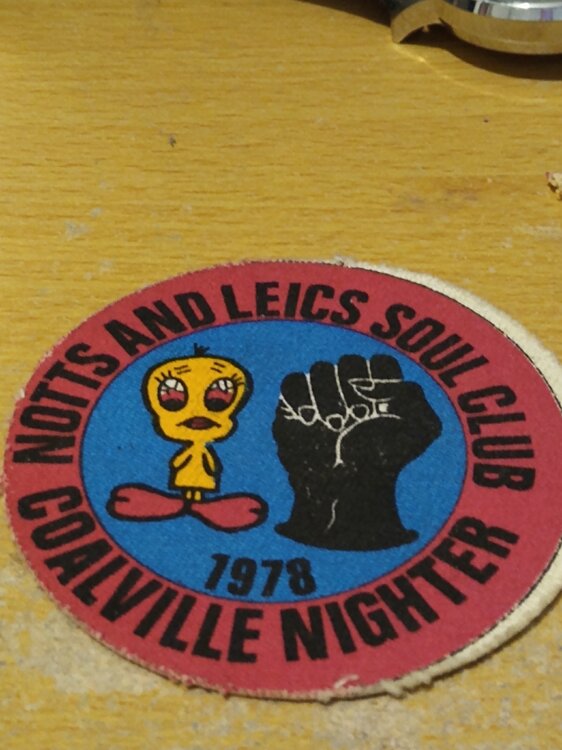 NOTTS AND LEICS SOUL CLUB
1978
COALVILLE NIGHTER